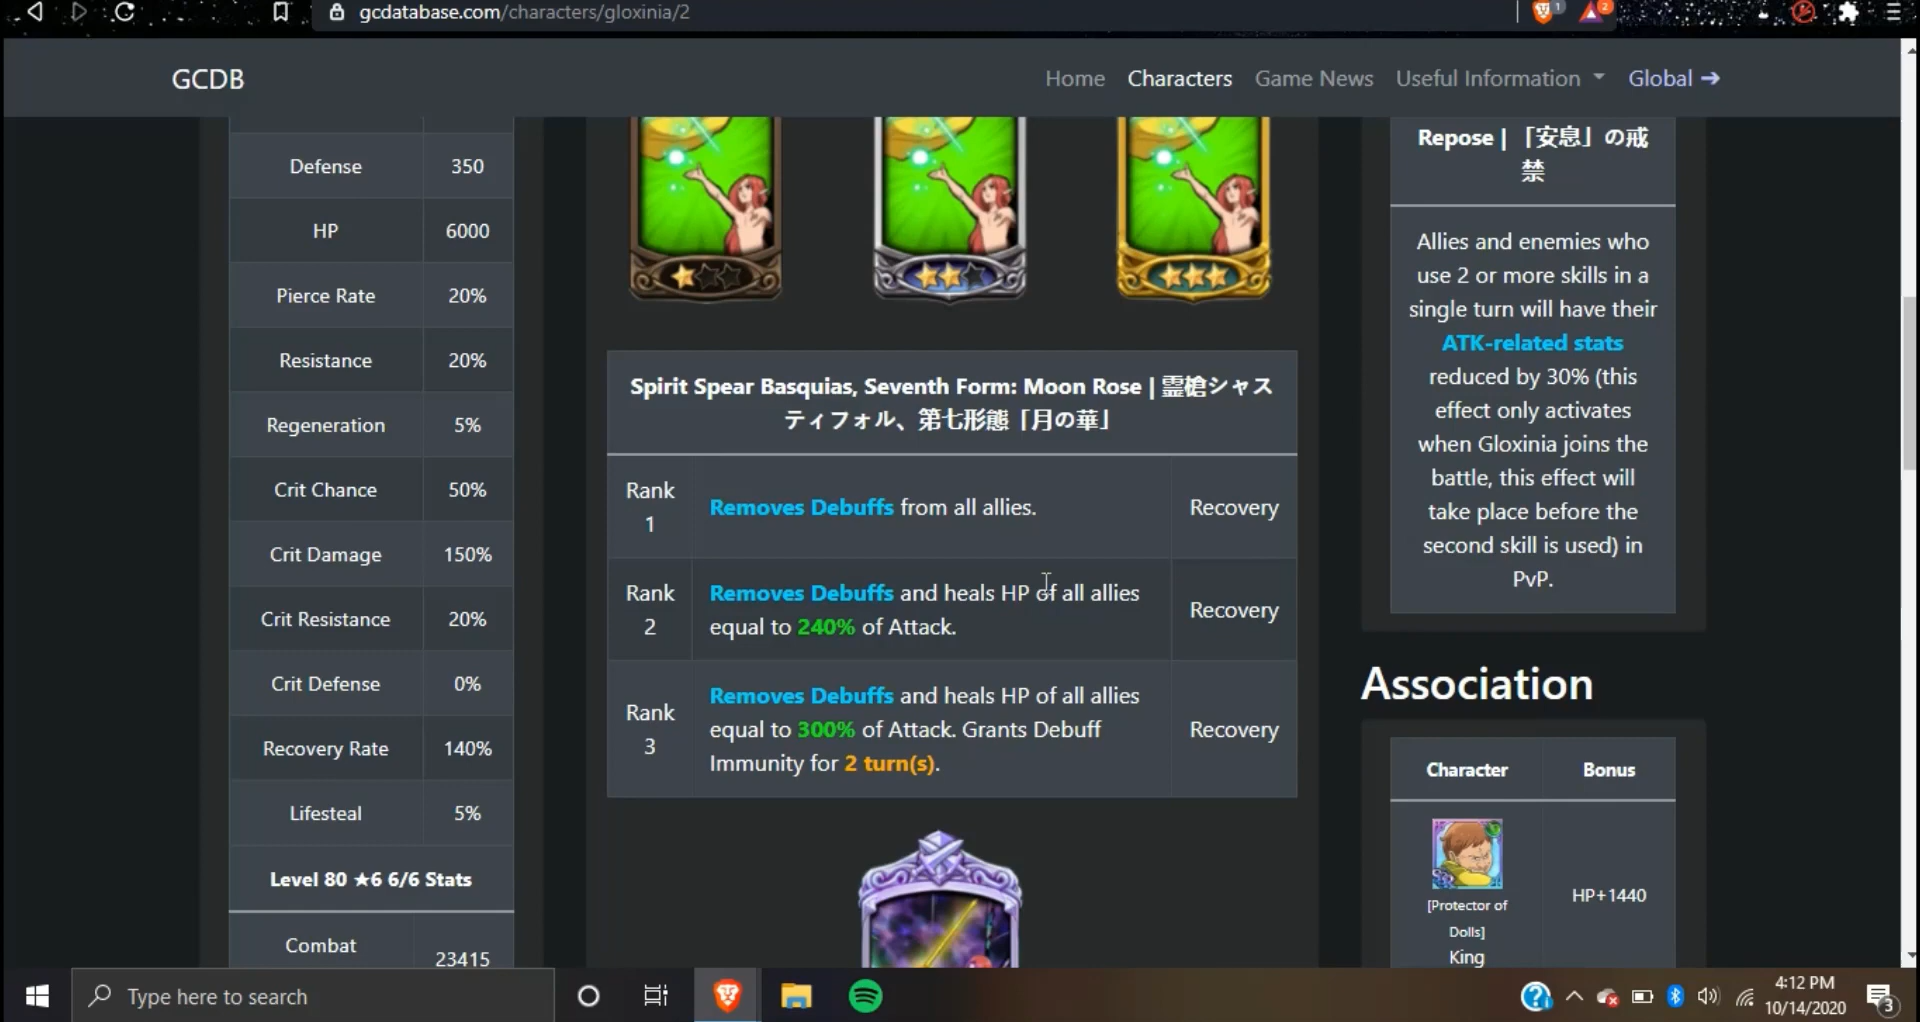 gcdatabase.com/characters/gloxinia/2
1
2
GCDB
Home
Characters
Game News
Useful Information
Global
Defense 350
HP 6000
Pierce Rate 20%
Resistance 20%
Regeneration 5%
Crit Chance 50%
Crit Damage 150%
Crit Resistance 20%
Crit Defense 0%
Recovery Rate 140%
Lifesteal 5%
Level 80 ★6 6/6 Stats
Combat
23415
Spirit Spear Basquias, Seventh Form: Moon Rose | 霊槍シャス
ティフォル、第七形態「月の華」
Rank
1
Removes Debuffs from all allies.
Recovery
Rank
2
Removes Debuffs and heals HP of all allies
equal to 240% of Attack.
Recovery
Rank
3
Removes Debuffs and heals HP of all allies
equal to 300% of Attack. Grants Debuff
Immunity for 2 turn(s).
Recovery
Repose | 「安息」の戒
禁
Allies and enemies who
use 2 or more skills in a
single turn will have their
ATK-related stats
reduced by 30% (this
effect only activates
when Gloxinia joins the
battle, this effect will
take place before the
second skill is used) in
PvP.
Association
Character Bonus
[Protector of
Dolls]
King
HP+1440
Type here to search
4:12 PM
10/14/2020
3